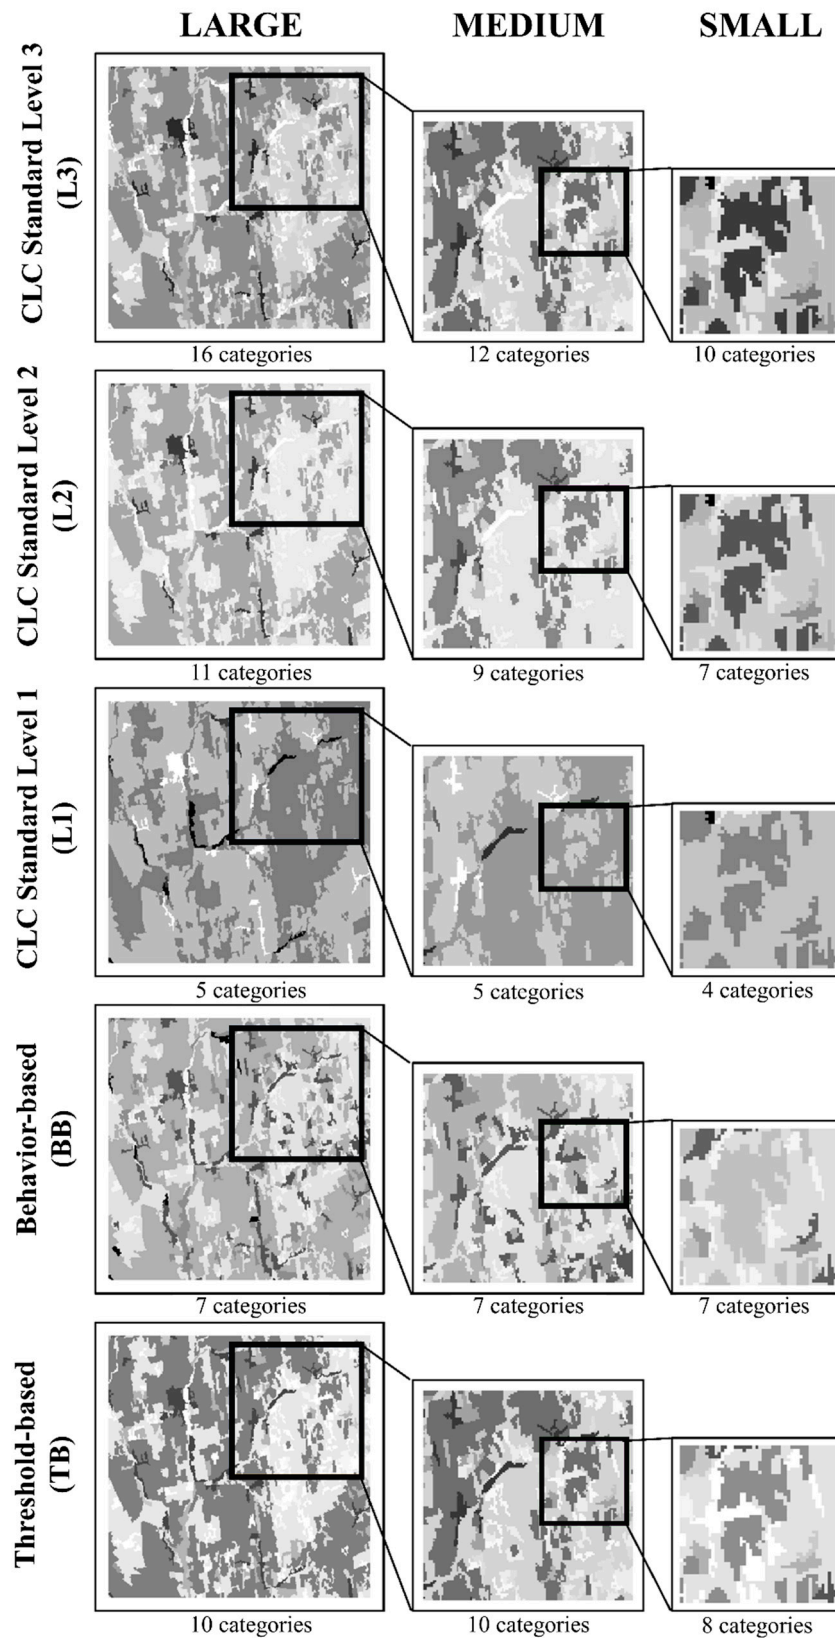 LARGE MEDIUM SMALL
CLC Standard Level 3
(L3)
16 categories 12 categories 10 categories
CLC Standard Level 2
(L2)
11 categories 9 categories 7 categories
CLC Standard Level 1
(L1)
5 categories 5 categories 4 categories
Behavior-based
(BB)
7 categories 7 categories 7 categories
Threshold-based
(TB)
10 categories 10 categories 8 categories